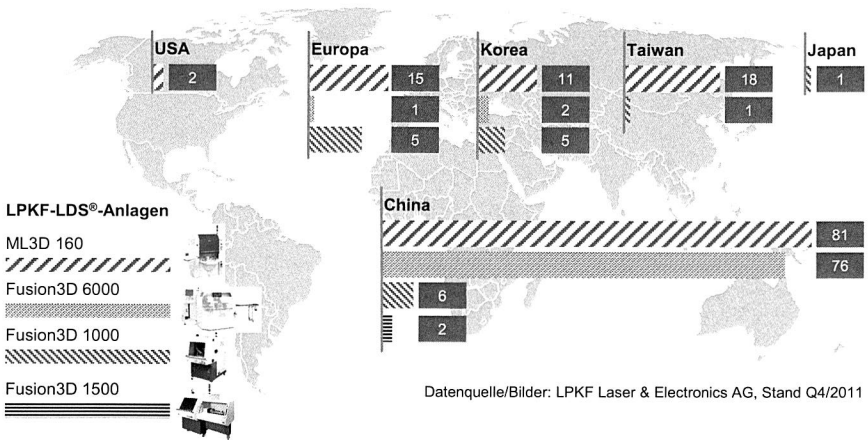 USA
2
Europa
15
1
5
Korea
11
2
5
Taiwan
18
1
Japan
1
China
81
76
6
2
LPKF-LDS®-Anlagen
ML3D 160
Fusion3D 6000
Fusion3D 1000
Fusion3D 1500
Datenquelle/Bilder: LPKF Laser & Electronics AG, Stand Q4/2011